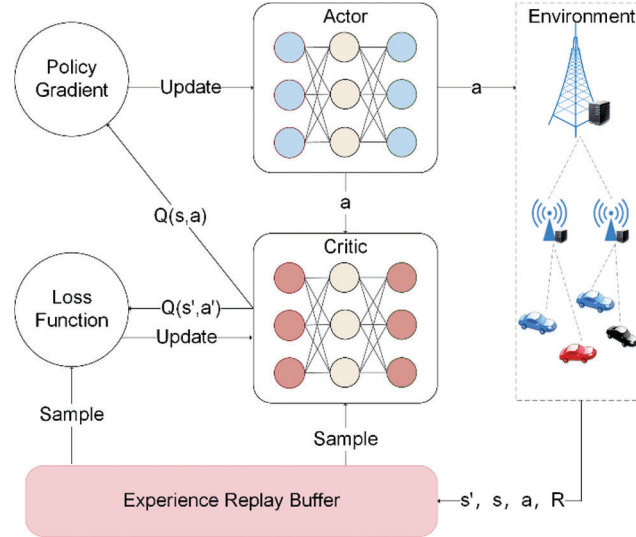 Actor
Environment
Policy
Gradient
Update
a
a
Q(s,a)
Critic
Loss
Function
Q(s',a')
Update
Sample
Sample
Experience Replay Buffer
s', s, a, R